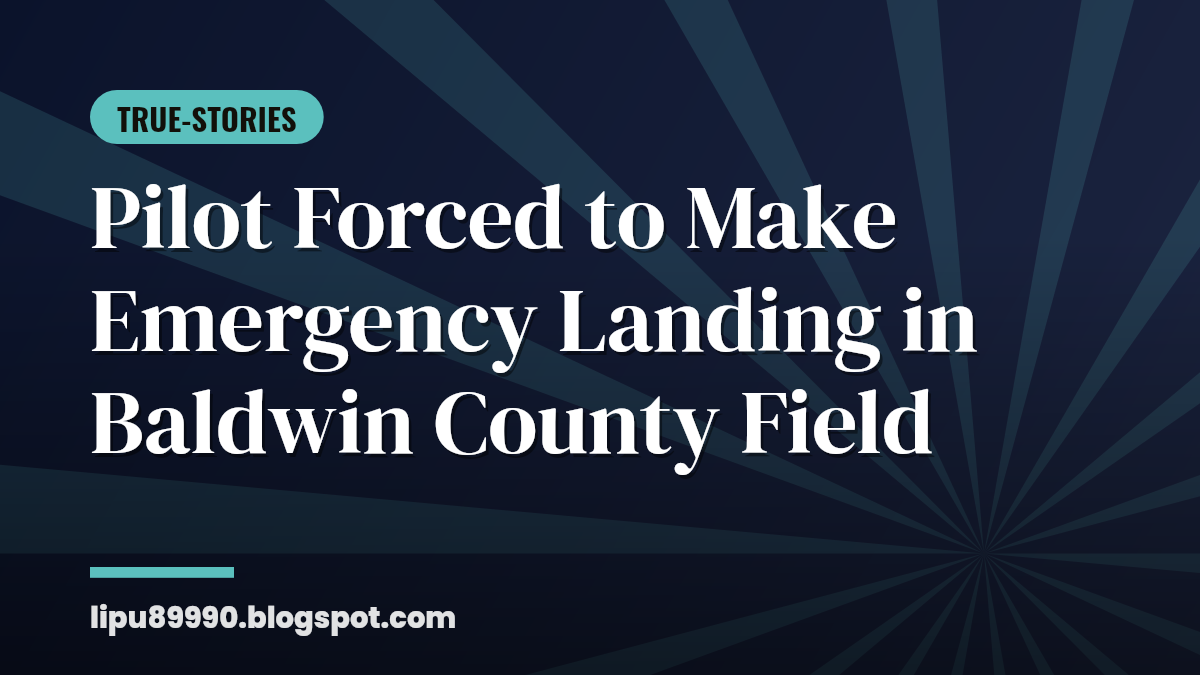 TRUE-STORIES
Pilot Forced to Make
Emergency Landing in
Baldwin County Field
lipu89990.blogspot.com